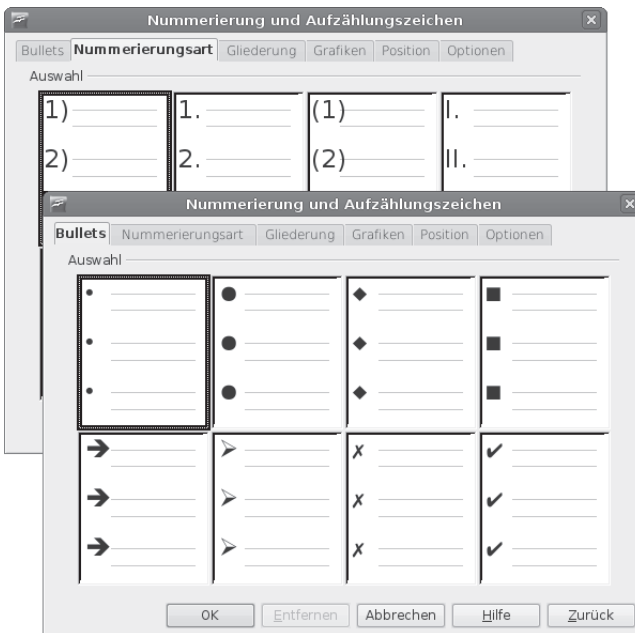 Nummerierung und Aufzählungszeichen
Bullets Nummerierungsart Gliederung Grafiken Position Optionen
Auswahl
1) 1. (1) I.
2) 2. (2) II.
Nummerierung und Aufzählungszeichen
Bullets Nummerierungsart Gliederung Grafiken Position Optionen
Auswahl
OK Entfernen Abbrechen Hilfe Zurück